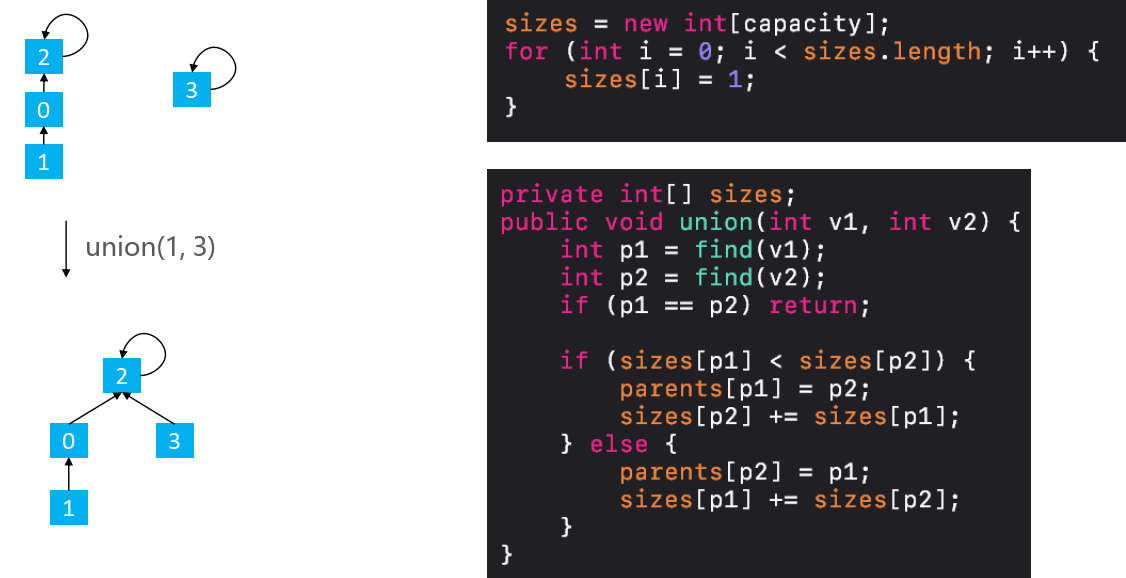 2
0
1
3
union(1, 3)
2
0
3
1
sizes = new int[capacity];
for (int i = 0; i < sizes.length; i++) {
    sizes[i] = 1;
}
private int[] sizes;
public void union(int v1, int v2) {
    int p1 = find(v1);
    int p2 = find(v2);
    if (p1 == p2) return;
    if (sizes[p1] < sizes[p2]) {
        parents[p1] = p2;
        sizes[p2] += sizes[p1];
    } else {
        parents[p2] = p1;
        sizes[p1] += sizes[p2];
    }
}